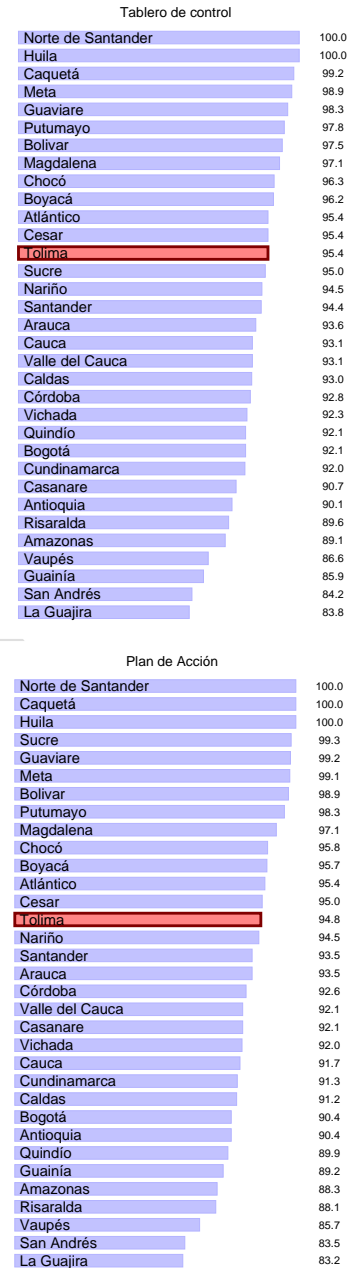 Tablero de control
Norte de Santander 100.0
Huila 100.0
Caquetá 99.2
Meta 98.9
Guaviare 98.3
Putumayo 97.8
Bolivar 97.5
Magdalena 97.1
Chocó 96.3
Boyacá 96.2
Atlántico 95.4
Cesar 95.4
Tolima 95.4
Sucre 95.0
Nariño 94.5
Santander 94.4
Arauca 93.6
Cauca 93.1
Valle del Cauca 93.1
Caldas 93.0
Córdoba 92.8
Vichada 92.3
Quindío 92.1
Bogotá 92.1
Cundinamarca 92.0
Casanare 90.7
Antioquia 90.1
Risaralda 89.6
Amazonas 89.1
Vaupés 86.6
Guainía 85.9
San Andrés 84.2
La Guajira 83.8
Plan de Acción
Norte de Santander 100.0
Caquetá 100.0
Huila 100.0
Sucre 99.3
Guaviare 99.2
Meta 99.1
Bolivar 98.9
Putumayo 98.3
Magdalena 97.1
Chocó 95.8
Boyacá 95.7
Atlántico 95.4
Cesar 95.0
Tolima 94.8
Nariño 94.5
Santander 93.5
Arauca 93.5
Córdoba 92.6
Valle del Cauca 92.1
Casanare 92.1
Vichada 92.0
Cauca 91.7
Cundinamarca 91.3
Caldas 91.2
Bogotá 90.4
Antioquia 90.4
Quindío 89.9
Guainía 89.2
Amazonas 88.3
Risaralda 88.1
Vaupés 85.7
San Andrés 83.5
La Guajira 83.2